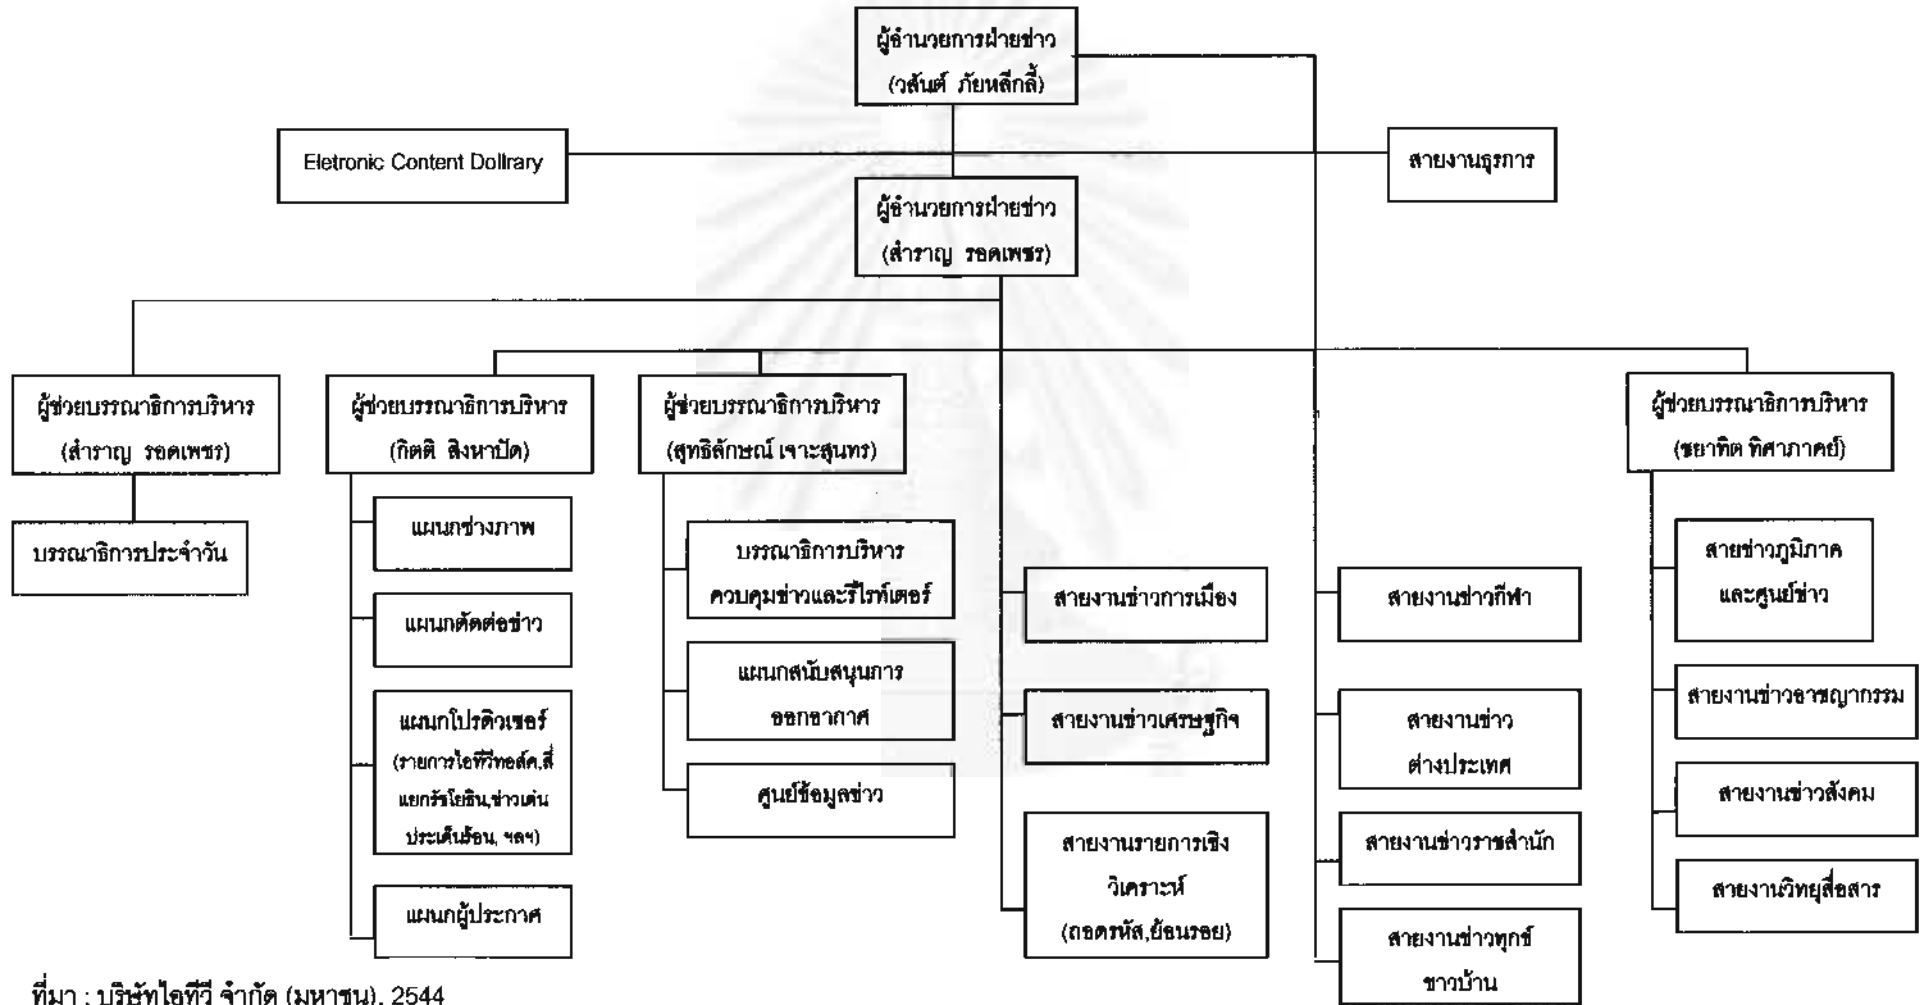 ผู้อำนวยการฝ่ายข่าว
(วสันต์ ภัยหลีกลี้)
Eletronic Content Dollrary
สายงานธุรการ
ผู้อำนวยการฝ่ายข่าว
(สำราญ รอดเพชร)
ผู้ช่วยบรรณาธิการบริหาร
(สำราญ รอดเพชร)
บรรณาธิการประจำวัน
ผู้ช่วยบรรณาธิการบริหาร
(กิตติ สิงหาปัด)
แผนกช่างภาพ
แผนกตัดต่อข่าว
แผนกโปรดิวเซอร์
(รายการไอทีวีทอล์ค,สี่
แยกรัชโยธิน,ข่าวเด่น
ประเด็นร้อน, ฯลฯ)
แผนกผู้ประกาศ
ผู้ช่วยบรรณาธิการบริหาร
(สุทธิลักษณ์ เจาะสุนทร)
บรรณาธิการบริหาร
ควบคุมข่าวและรีไรท์เตอร์
แผนกสนับสนุนการ
ออกอากาศ
ศูนย์ข้อมูลข่าว
สายงานข่าวการเมือง
สายงานข่าวเศรษฐกิจ
สายงานรายการเชิง
วิเคราะห์
(ถอดรหัส,ย้อนรอย)
สายงานข่าวกีฬา
สายงานข่าว
ต่างประเทศ
สายงานข่าวราชสำนัก
สายงานข่าวทุกข์
ชาวบ้าน
ผู้ช่วยบรรณาธิการบริหาร
(ชยาทิต ทิศาภาคย์)
สายข่าวภูมิภาค
และศูนย์ข่าว
สายงานข่าวอาชญากรรม
สายงานข่าวสังคม
สายงานวิทยุสื่อสาร
ที่มา : บริษัทไอทีวี จำกัด (มหาชน), 2544